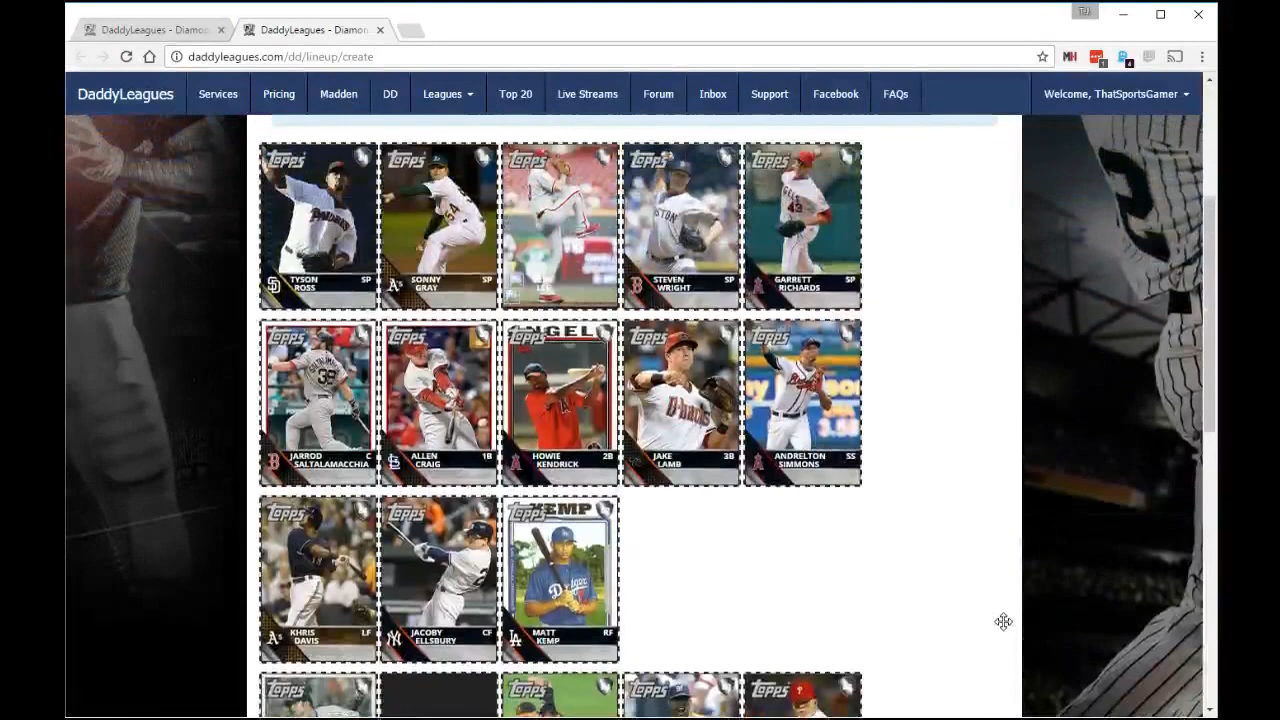 DaddyLeagues - Diamon
DaddyLeagues - Diamon
daddyleagues.com/dd/lineup/create
DaddyLeagues
Services
Pricing
Madden
DD
Leagues
Top 20
Live Streams
Forum
Inbox
Support
Facebook
FAQs
Welcome, ThatSportsGamer
Topps
TYSON SP
ROSS
Topps
SONNY SP
GRAY
Topps
LEE
Topps
STEVEN SP
WRIGHT
Topps
GARRETT SP
RICHARDS
Topps
JARROD C
SALTALAMACCHIA
Topps
ALLEN 1B
CRAIG
Topps
HOWIE 2B
KENDRICK
Topps
JAKE 3B
LAMB
Topps
ANDRELTON SS
SIMMONS
Topps
KHRIS LF
DAVIS
Topps
JACOBY CF
ELLSBURY
Topps
KEMP
Dodgers
MATT RF
KEMP
Topps
Topps
Topps
Topps